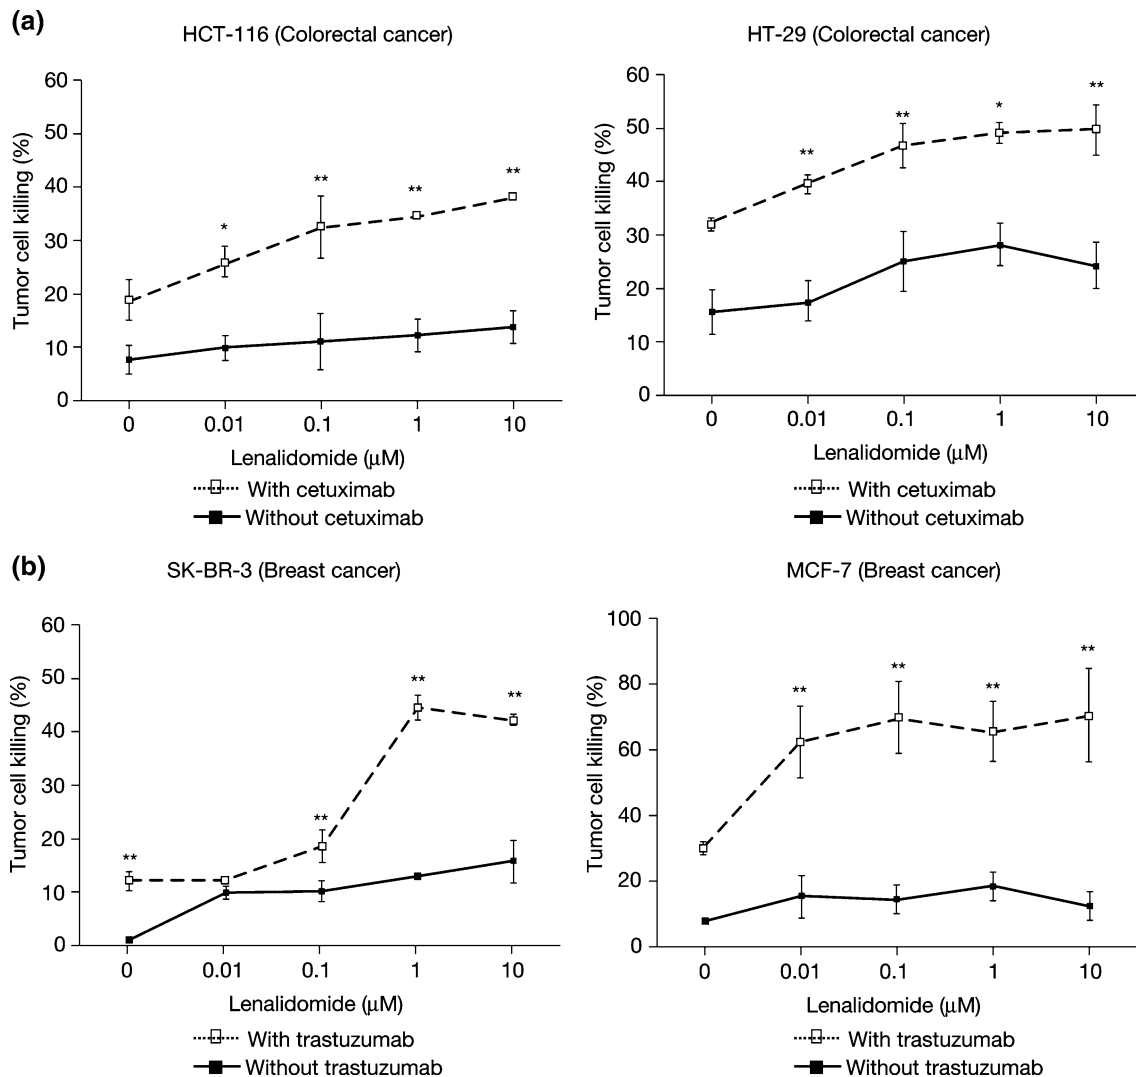 (a)
HCT-116 (Colorectal cancer)
Tumor cell killing (%)
60
50
40
30
20
10
0
*
**
**
**
0 0.01 0.1 1 10
Lenalidomide (µM)
With cetuximab
Without cetuximab
HT-29 (Colorectal cancer)
Tumor cell killing (%)
60
50
40
30
20
10
0
**
**
*
**
0 0.01 0.1 1 10
Lenalidomide (µM)
With cetuximab
Without cetuximab
(b)
SK-BR-3 (Breast cancer)
Tumor cell killing (%)
60
50
40
30
20
10
0
**
**
**
**
0 0.01 0.1 1 10
Lenalidomide (µM)
With trastuzumab
Without trastuzumab
MCF-7 (Breast cancer)
Tumor cell killing (%)
100
80
60
40
20
0
**
**
**
**
0 0.01 0.1 1 10
Lenalidomide (µM)
With trastuzumab
Without trastuzumab